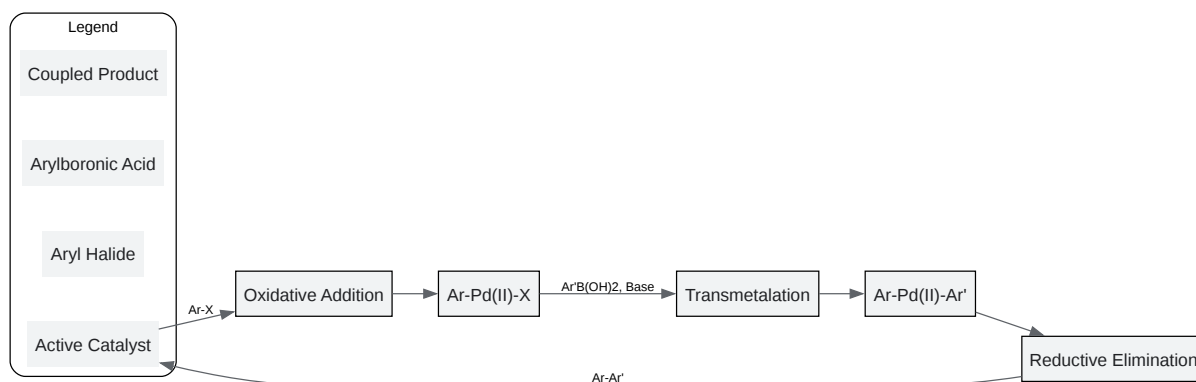 Legend
Coupled Product
Arylboronic Acid
Aryl Halide
Active Catalyst
Ar-X
Oxidative Addition
Ar-Pd(II)-X
Ar'B(OH)2, Base
Transmetalation
Ar-Pd(II)-Ar'
Reductive Elimination
Ar-Ar'